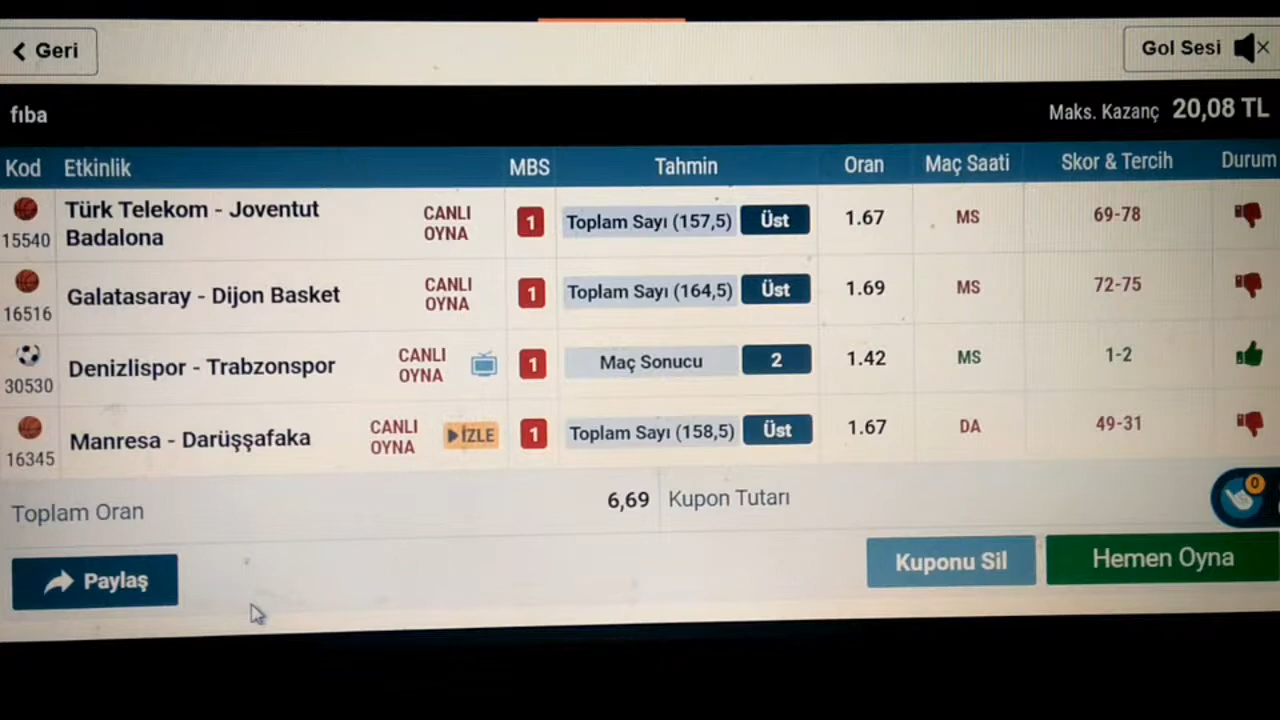 Geri
Gol Sesi
fıba
Maks. Kazanç 20,08 TL
Kod Etkinlik MBS Tahmin Oran Maç Saati Skor & Tercih Durum
15540 Türk Telekom - Joventut Badalona CANLI OYNA 1 Toplam Sayı (157,5) Üst 1.67 MS 69-78
16516 Galatasaray - Dijon Basket CANLI OYNA 1 Toplam Sayı (164,5) Üst 1.69 MS 72-75
30530 Denizlispor - Trabzonspor CANLI OYNA 1 Maç Sonucu 2 1.42 MS 1-2
16345 Manresa - Darüşşafaka CANLI OYNA İZLE 1 Toplam Sayı (158,5) Üst 1.67 DA 49-31
Toplam Oran 6,69 Kupon Tutarı
0
Paylaş Kuponu Sil Hemen Oyna